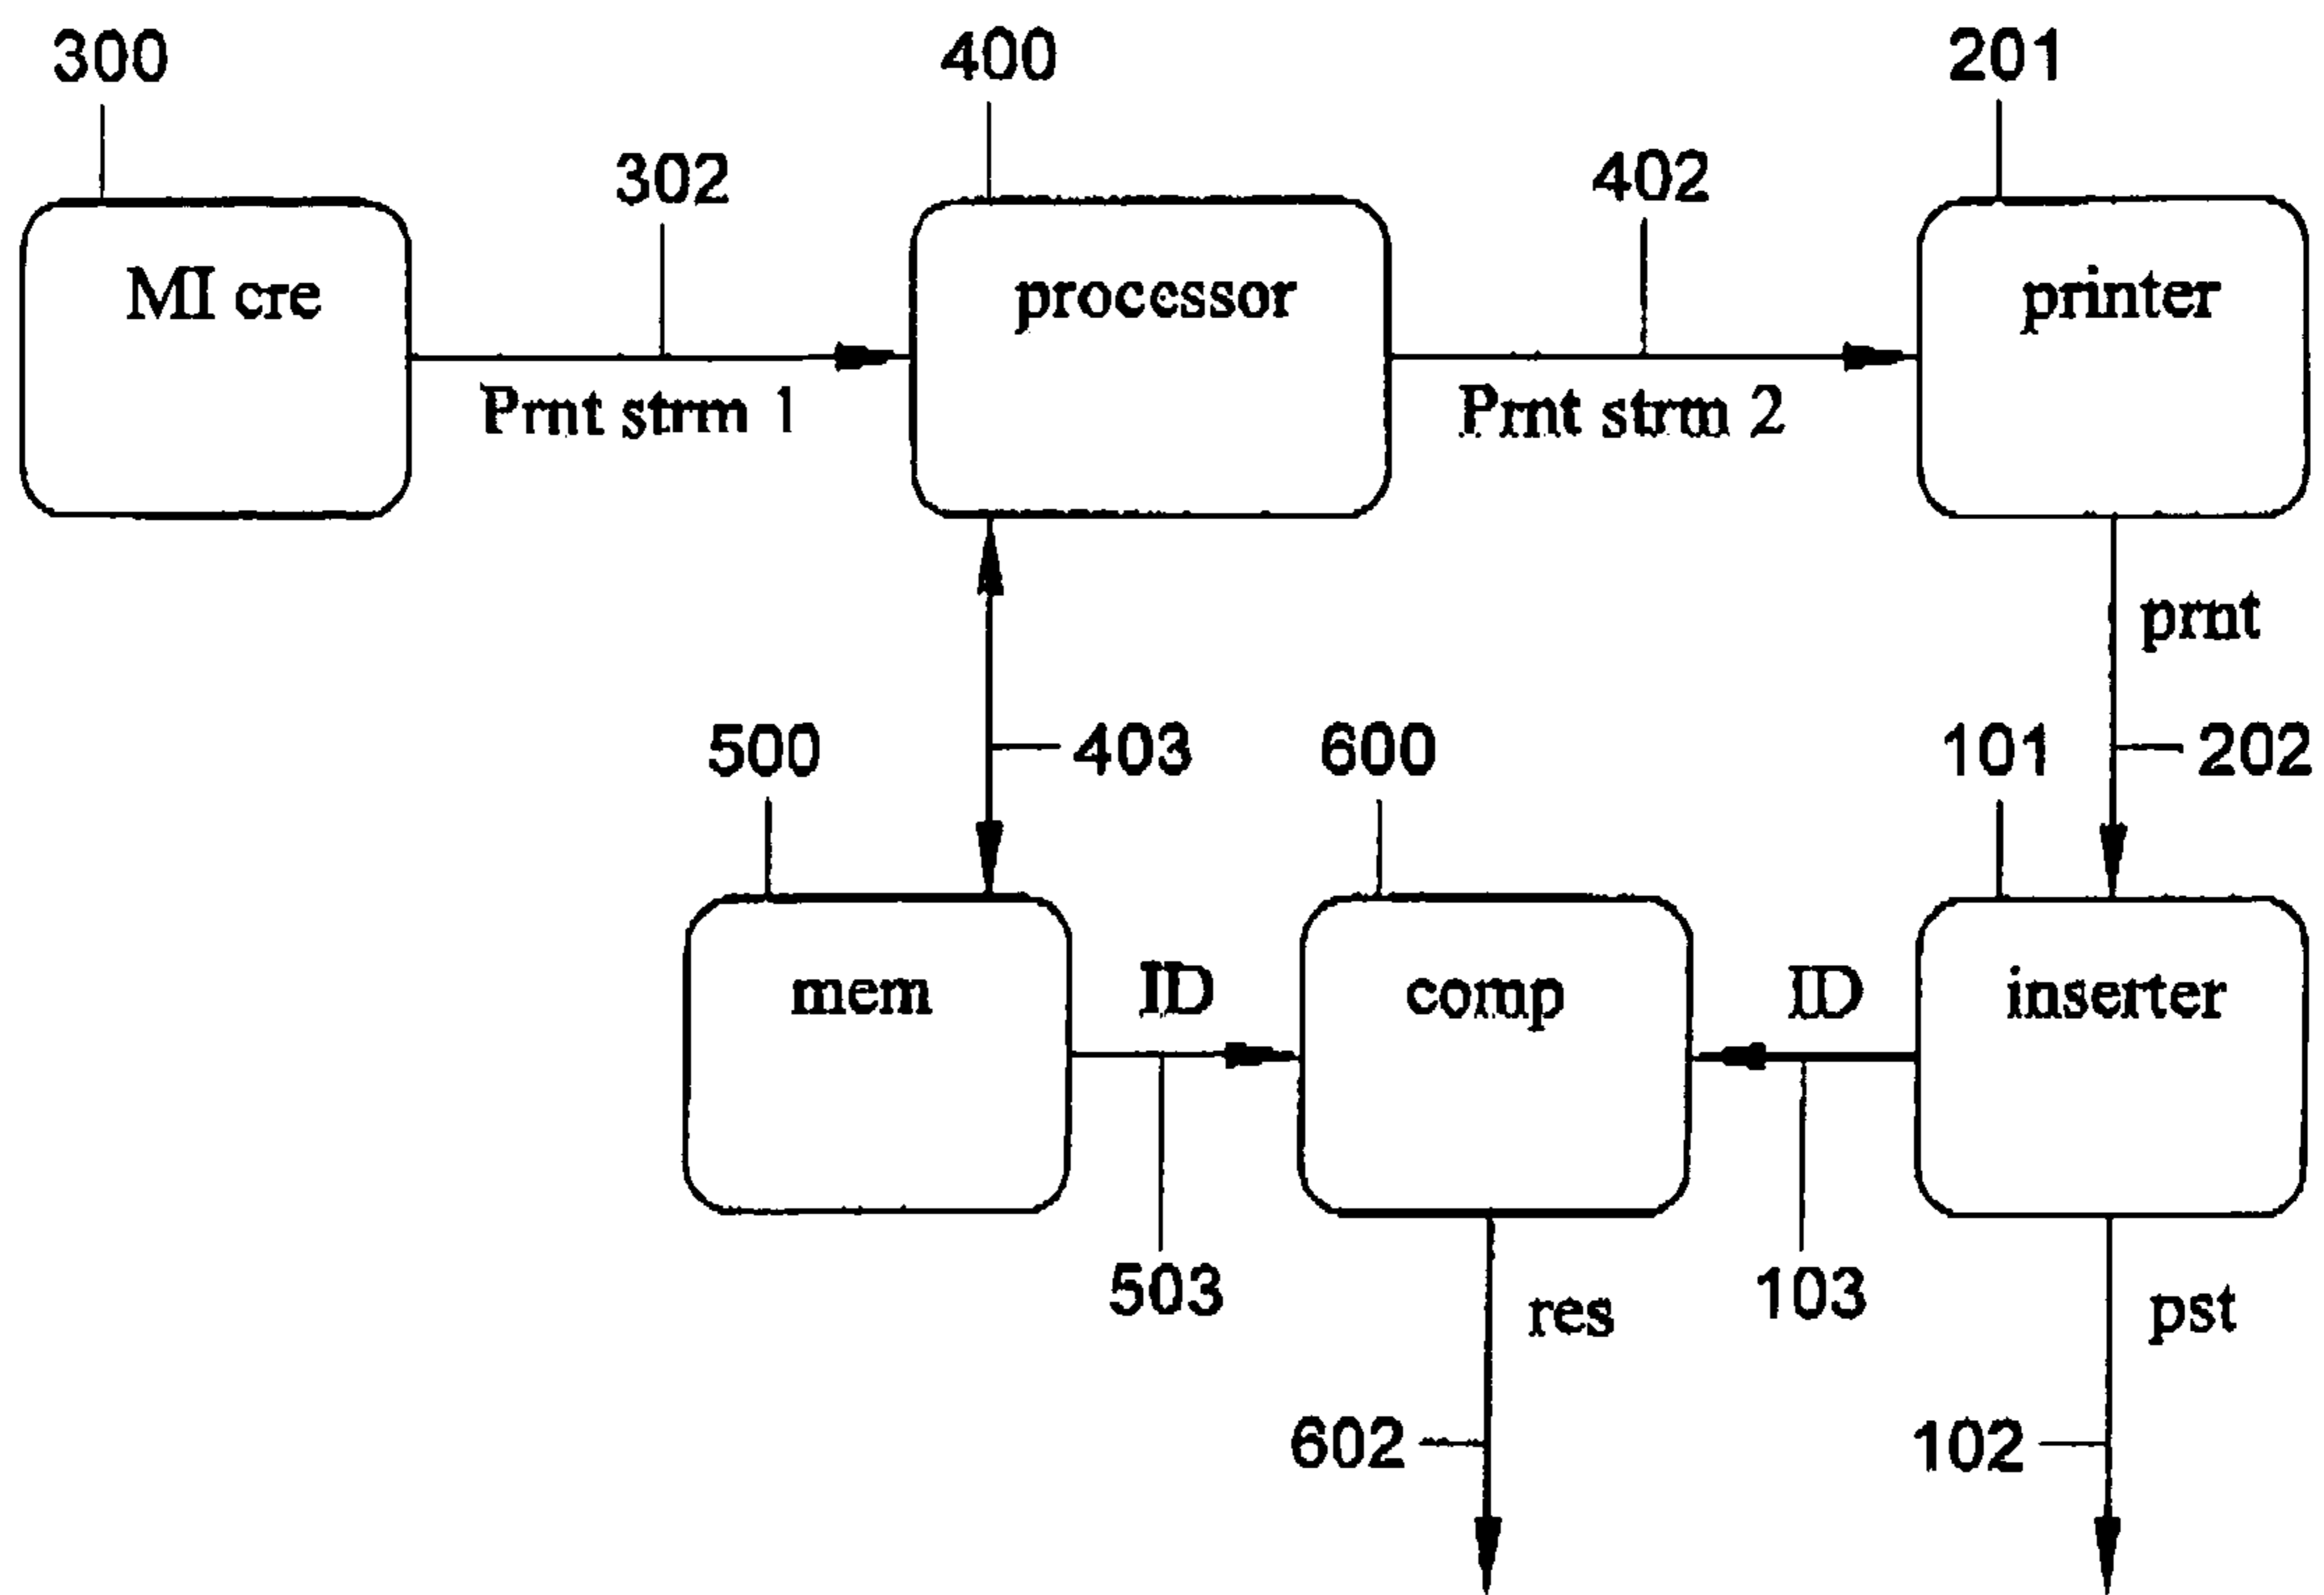 300
400
201
302
402
MI cre
processor
printer
Prnt strm 1
Prnt strm 2
prnt
500
403
600
101
202
mem
ID
comp
ID
inserter
503
res
103
pst
602
102